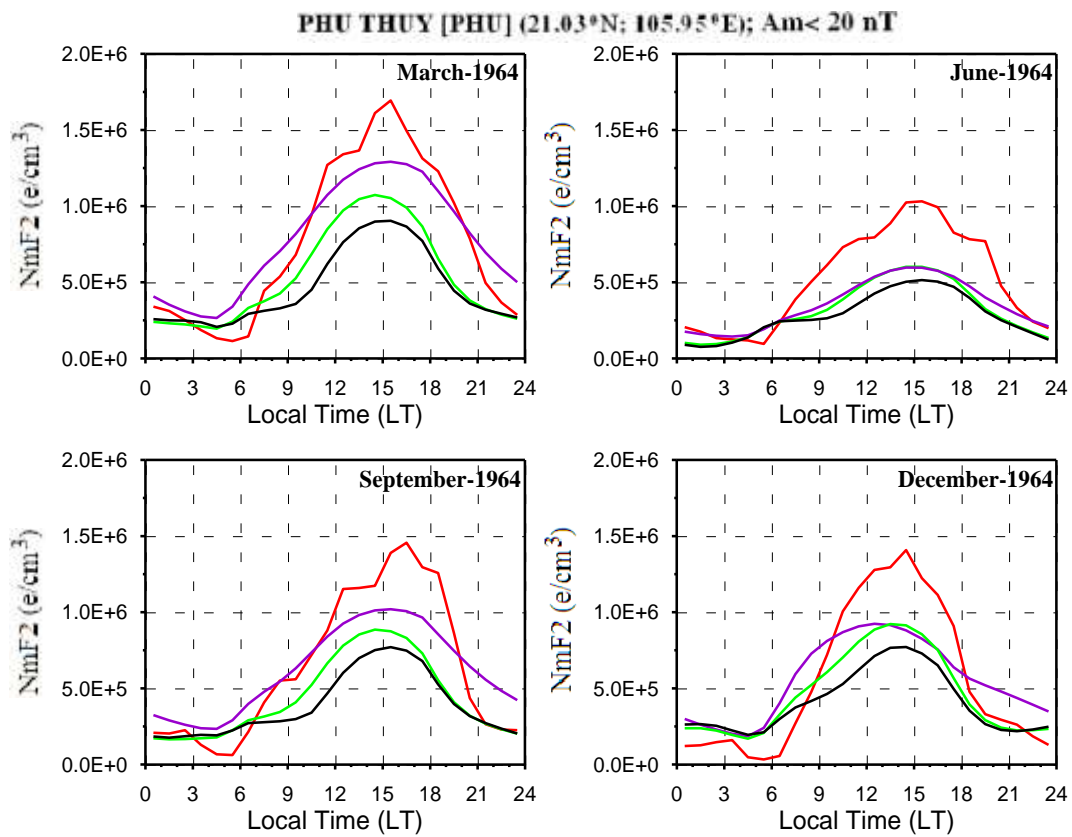 PHU THUY [PHU] (21.03°N; 105.95°E); Am< 20 nT
March-1964
NmF2 (e/cm³)
2.0E+6
1.5E+6
1.0E+6
5.0E+5
0.0E+0
0 3 6 9 12 15 18 21 24
Local Time (LT)
June-1964
NmF2 (e/cm³)
2.0E+6
1.5E+6
1.0E+6
5.0E+5
0.0E+0
0 3 6 9 12 15 18 21 24
Local Time (LT)
September-1964
NmF2 (e/cm³)
2.0E+6
1.5E+6
1.0E+6
5.0E+5
0.0E+0
0 3 6 9 12 15 18 21 24
Local Time (LT)
December-1964
NmF2 (e/cm³)
2.0E+6
1.5E+6
1.0E+6
5.0E+5
0.0E+0
0 3 6 9 12 15 18 21 24
Local Time (LT)